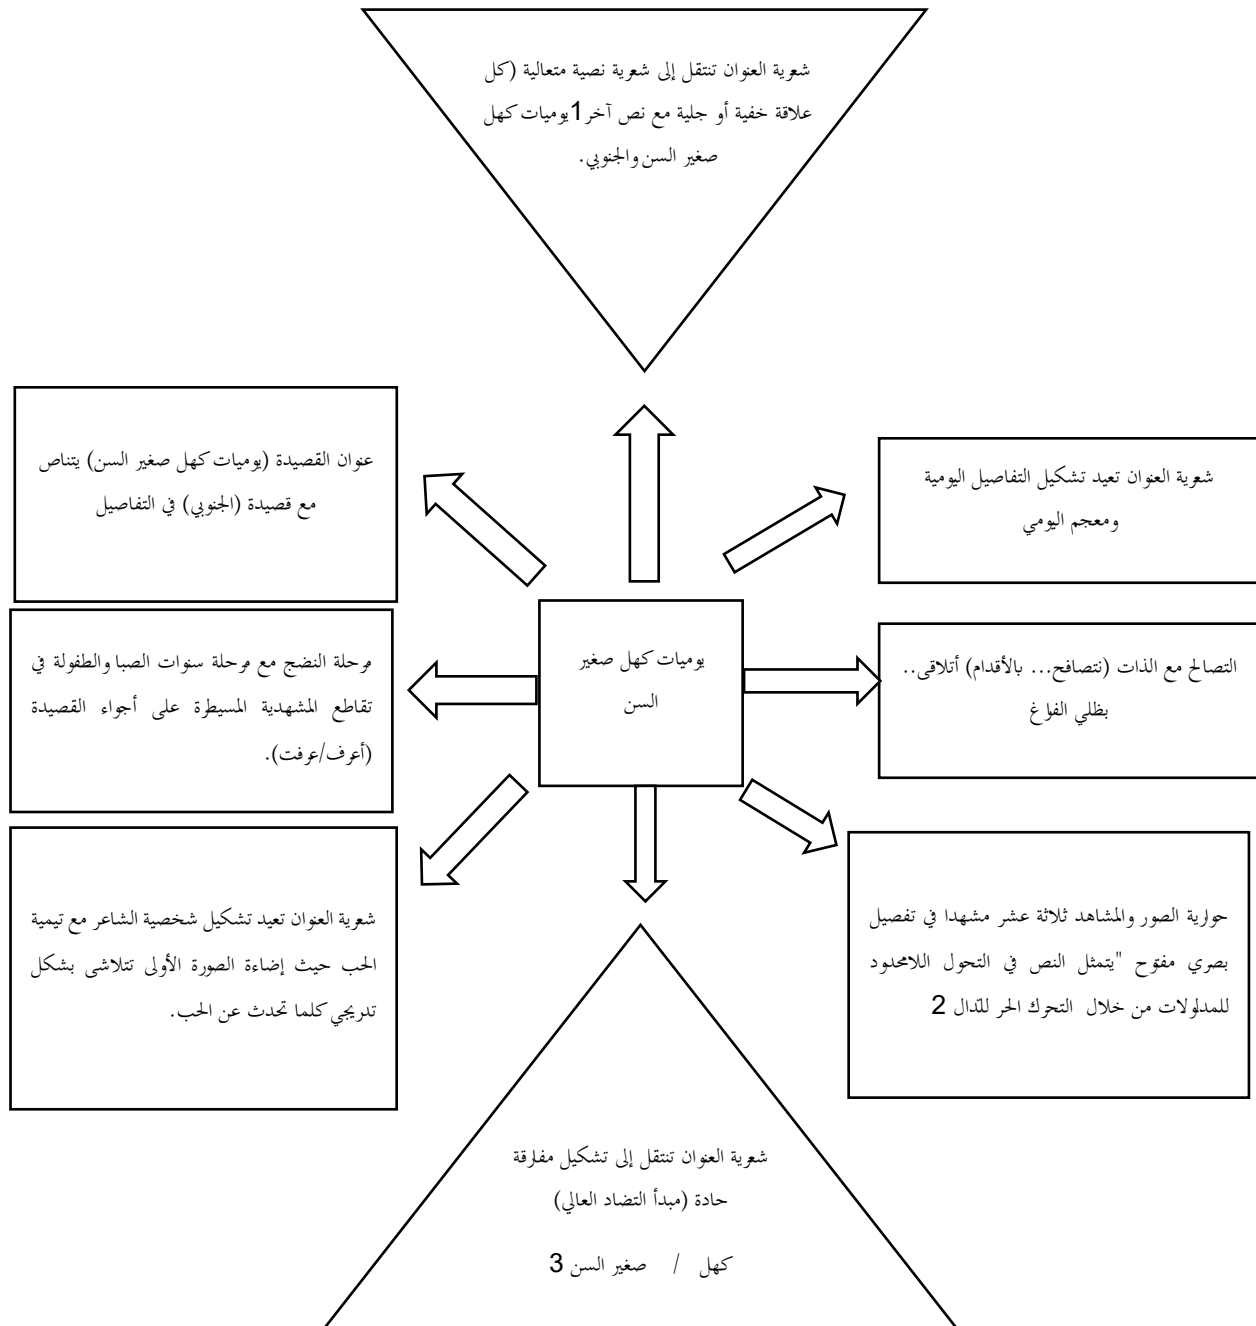 شعرية العنوان تنتقل إلى شعرية نصية متعالية (كل
علاقة خفية أو جلية مع نص آخر1يوميات كهل
صغير السن والجنوبي.
شعرية العنوان تعيد تشكيل التفاصيل اليومية
ومعجم اليومي
عنوان القصيدة (يوميات كهل صغير السن) يتناص
مع قصيدة (الجنوبي) في التفاصيل
يوميات كهل صغير
السن
التصالح مع الذات (نتصافح... بالأقدام) أتلاقى..
بظلي الفراغ
مرحلة النضج مع مرحلة سنوات الصبا والطفولة في
تقاطع المشهدية المسيطرة على أجواء القصيدة
(أعرف/عرفت).
حوارية الصور والمشاهد ثلاثة عشر مشهدا في تفصيل
بصري مفتوح "يتمثل النص في التحول اللامحدود
للمدلولات من خلال التحرك الحر للدّال 2
شعرية العنوان تعيد تشكيل شخصية الشاعر مع تيمية
الحب حيث إضاءة الصورة الأولى تتلاشى بشكل
تدريجي كلما تحدث عن الحب.
شعرية العنوان تنتقل إلى تشكيل مفارقة
حادة (مبدأ التضاد العالي)
كهل / صغير السن 3